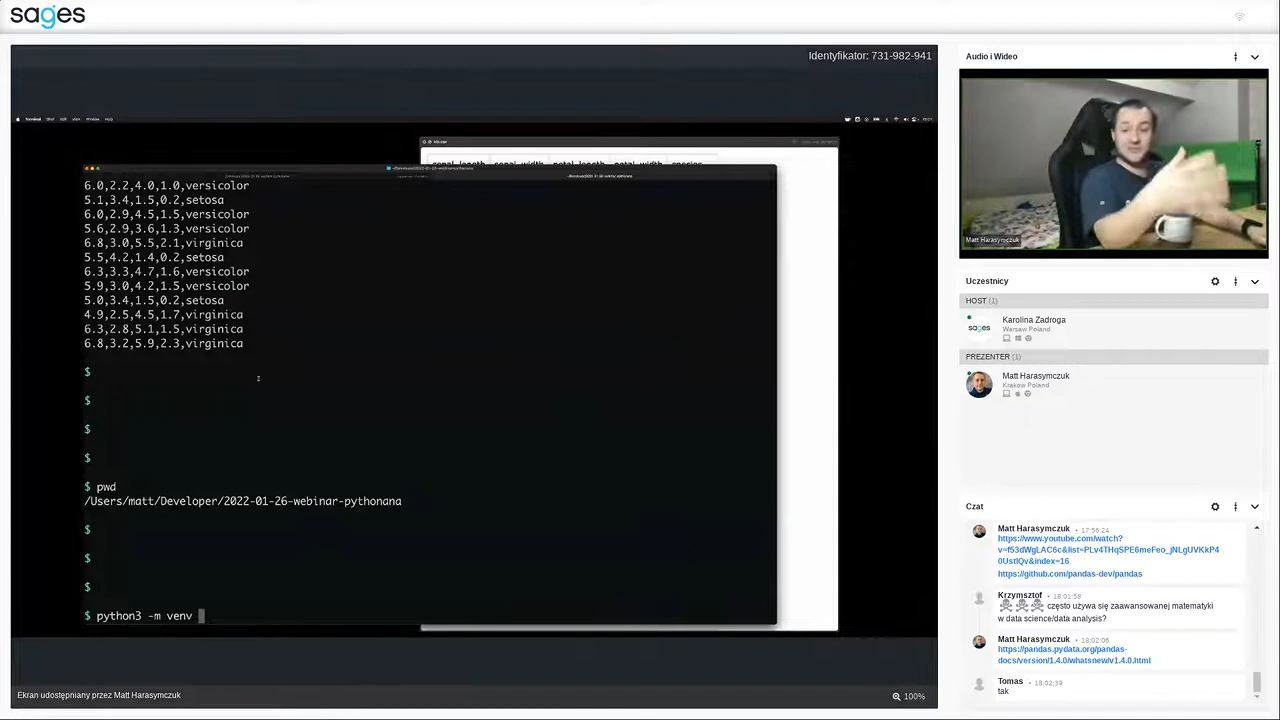 sages
Identyfikator: 731-982-941
6.0,2.2,4.0,1.0,versicolor
5.1,3.4,1.5,0.2,setosa
6.0,2.9,4.5,1.5,versicolor
5.6,2.9,3.6,1.3,versicolor
6.8,3.0,5.5,2.1,virginica
5.5,4.2,1.4,0.2,setosa
6.3,3.3,4.7,1.6,versicolor
5.9,3.0,4.2,1.5,versicolor
5.0,3.4,1.5,0.2,setosa
4.9,2.5,4.5,1.7,virginica
6.3,2.8,5.1,1.5,virginica
6.8,3.2,5.9,2.3,virginica
$
$
$
$
$ pwd
/Users/matt/Developer/2022-01-26-webinar-pythonana
$
$
$
$ python3 -m venv
Ekran udostępniany przez Matt Harasymczuk
100%
Audio i Wideo
Matt Harasymczuk
Uczestnicy
HOST (1)
sages
Karolina Zadroga
Warsaw Poland
PREZENTER (1)
Matt Harasymczuk
Krakow Poland
Czat
Matt Harasymczuk • 17:56:24
https://www.youtube.com/watch?
v=f53dWgLAC6c&list=PLv4THqSPE6meFeo_jNLgUVKkP4
0UstIQv&index=16
https://github.com/pandas-dev/pandas
Krzymsztof • 18:01:58
☠☠☠ często używa się zaawansowanej matematyki
w data science/data analysis?
Matt Harasymczuk • 18:02:06
https://pandas.pydata.org/pandas-
docs/version/1.4.0/whatsnew/v1.4.0.html
Tomas • 18:02:39
tak